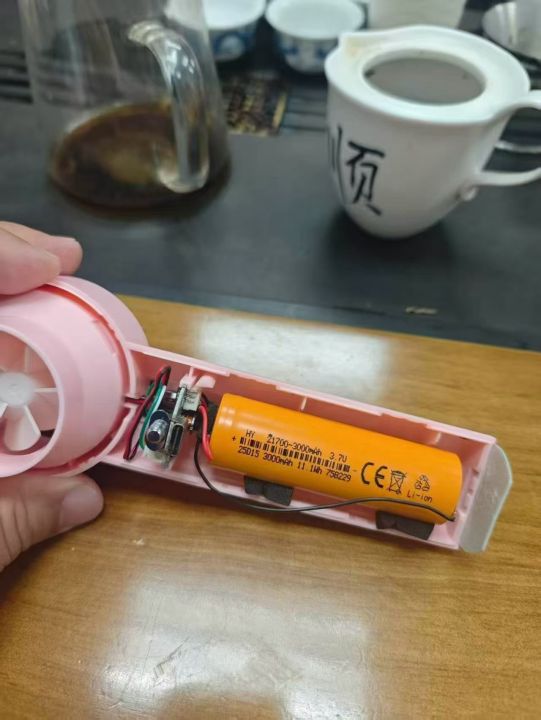 顺
HY 21700-3000mAh 3.7V
+ -
25D15 3000mAh 11.1Wh 758229
CE
Li-ion